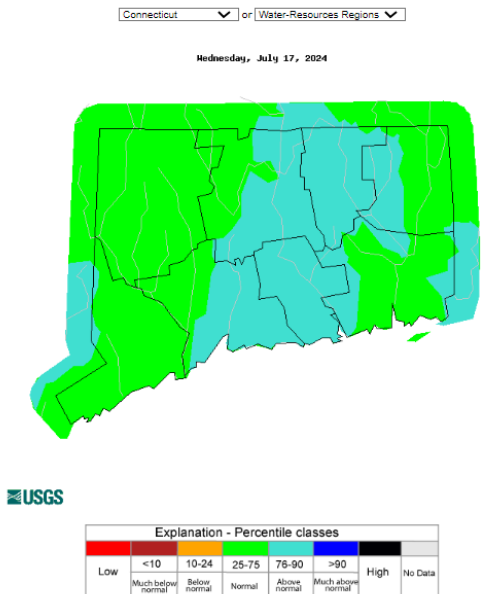 Connecticut or Water-Resources Regions
Wednesday, July 17, 2024
USGS
Explanation - Percentile classes
Low <10 10-24 25-75 76-90 >90 High No Data
Much below normal Below normal Normal Above normal Much above normal